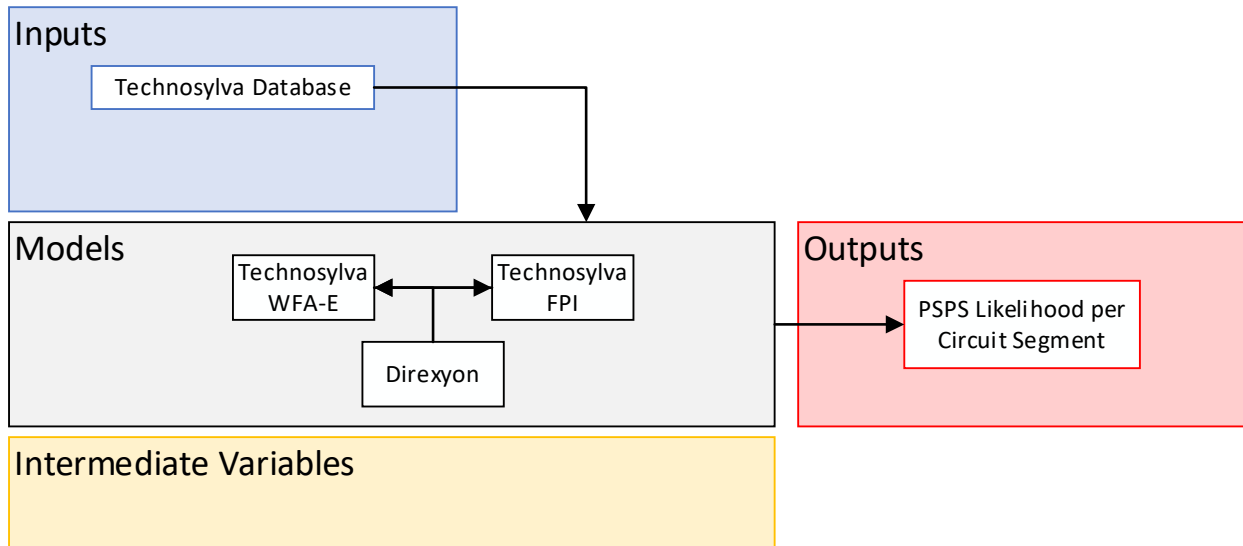 Inputs
Technosylva Database
Models
Technosylva
WFA-E
Technosylva
FPI
Direxyon
Outputs
PSPS Likelihood per
Circuit Segment
Intermediate Variables